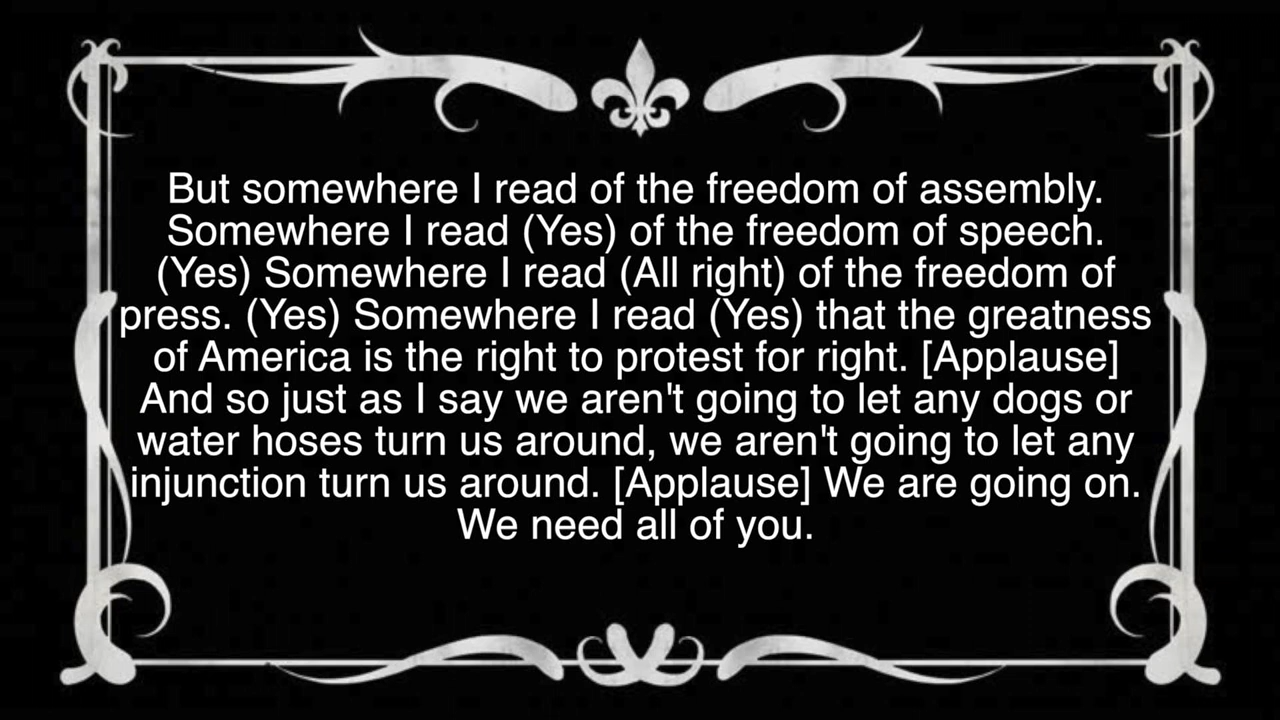 But somewhere I read of the freedom of assembly.
Somewhere I read (Yes) of the freedom of speech.
(Yes) Somewhere I read (All right) of the freedom of
press. (Yes) Somewhere I read (Yes) that the greatness
of America is the right to protest for right. [Applause]
And so just as I say we aren't going to let any dogs or
water hoses turn us around, we aren't going to let any
injunction turn us around. [Applause] We are going on.
We need all of you.